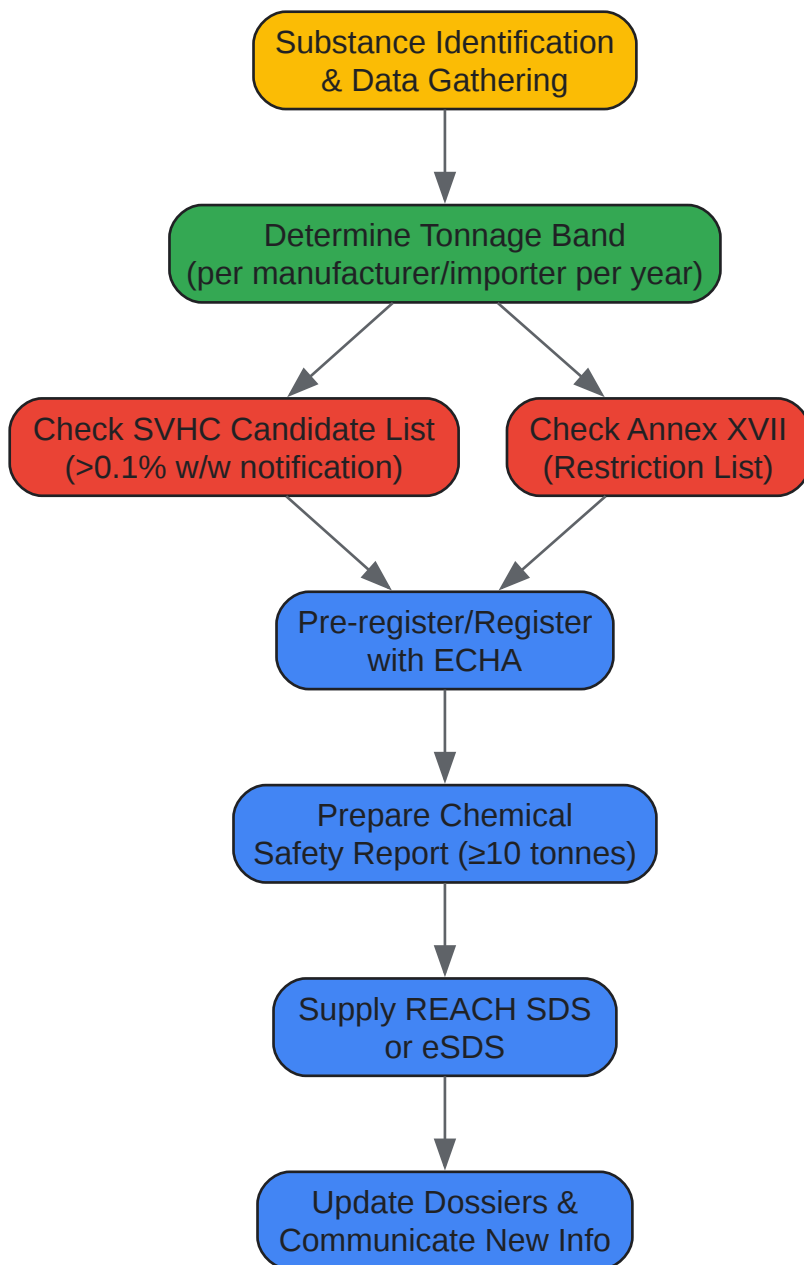 Substance Identification
& Data Gathering
Determine Tonnage Band
(per manufacturer/importer per year)
Check SVHC Candidate List
(>0.1% w/w notification)
Check Annex XVII
(Restriction List)
Pre-register/Register
with ECHA
Prepare Chemical
Safety Report (≥10 tonnes)
Supply REACH SDS
or eSDS
Update Dossiers &
Communicate New Info